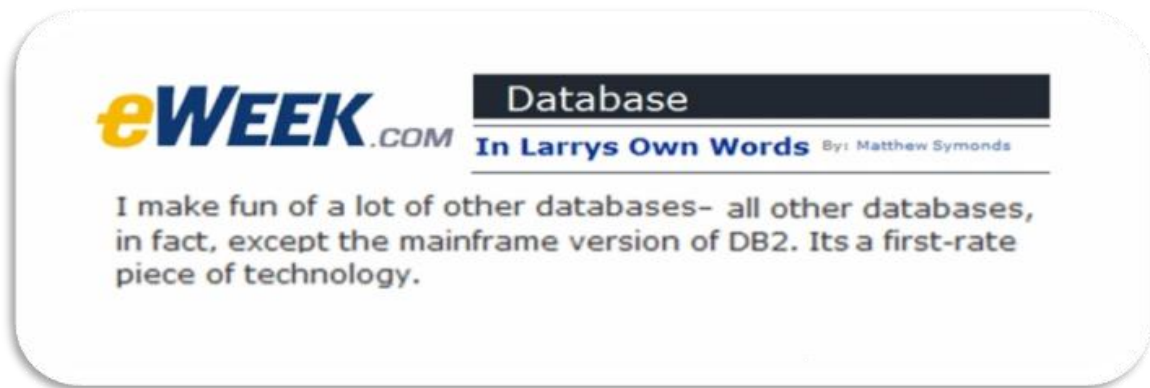 eWEEK.COM
Database
In Larrys Own Words By: Matthew Symonds
I make fun of a lot of other databases– all other databases,
in fact, except the mainframe version of DB2. Its a first-rate
piece of technology.